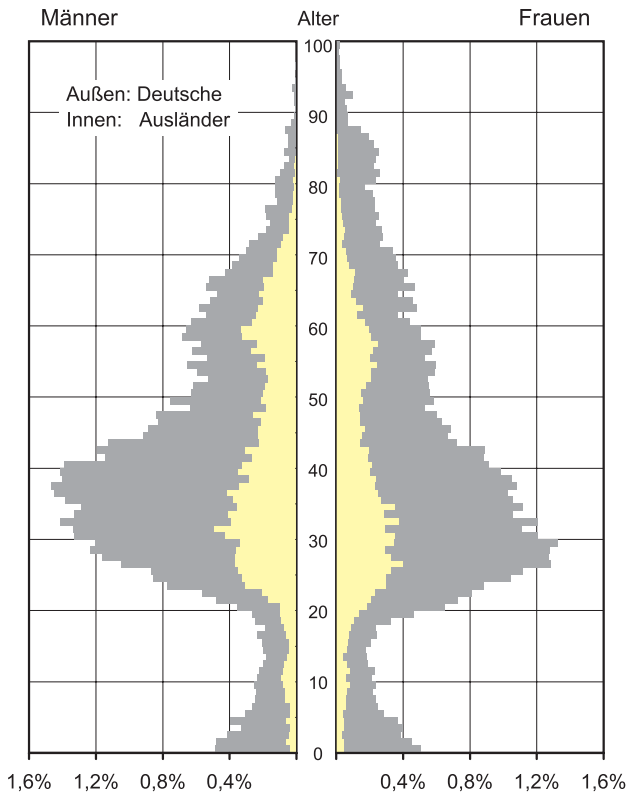 Männer Alter Frauen
100
Außen: Deutsche
Innen: Ausländer
90
80
70
60
50
40
30
20
10
0
1,6% 1,2% 0,8% 0,4% 0,4% 0,8% 1,2% 1,6%